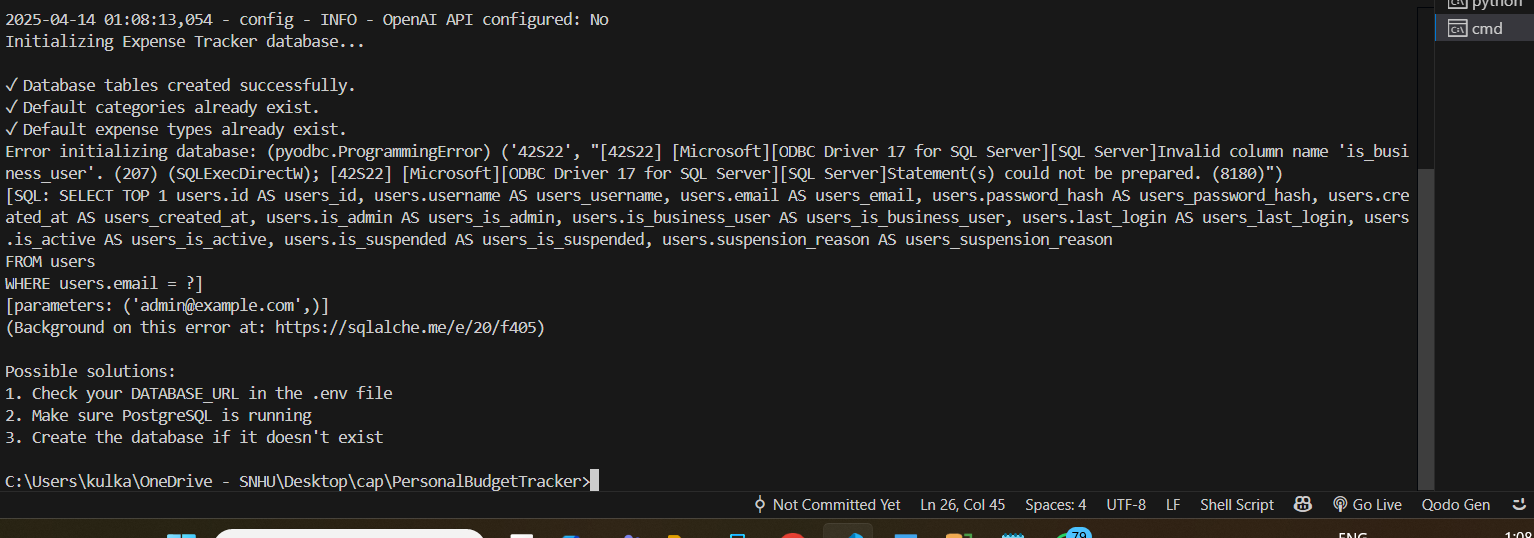 2025-04-14 01:08:13,054 - config - INFO - OpenAI API configured: No
Initializing Expense Tracker database...
✓ Database tables created successfully.
✓ Default categories already exist.
✓ Default expense types already exist.
Error initializing database: (pyodbc.ProgrammingError) ('42S22', "[42S22] [Microsoft][ODBC Driver 17 for SQL Server][SQL Server]Invalid column name 'is_busi
ness_user'. (207) (SQLExecDirectW); [42S22] [Microsoft][ODBC Driver 17 for SQL Server][SQL Server]Statement(s) could not be prepared. (8180)")
[SQL: SELECT TOP 1 users.id AS users_id, users.username AS users_username, users.email AS users_email, users.password_hash AS users_password_hash, users.cre
ated_at AS users_created_at, users.is_admin AS users_is_admin, users.is_business_user AS users_is_business_user, users.last_login AS users_last_login, users
.is_active AS users_is_active, users.is_suspended AS users_is_suspended, users.suspension_reason AS users_suspension_reason
FROM users
WHERE users.email = ?]
[parameters: ('admin@example.com',)]
(Background on this error at: https://sqlalche.me/e/20/f405)
Possible solutions:
1. Check your DATABASE_URL in the .env file
2. Make sure PostgreSQL is running
3. Create the database if it doesn't exist
C:\Users\kulka\OneDrive - SNHU\Desktop\cap\PersonalBudgetTracker>
python
cmd
Not Committed Yet Ln 26, Col 45 Spaces: 4 UTF-8 LF Shell Script Go Live Qodo Gen
79
ENG